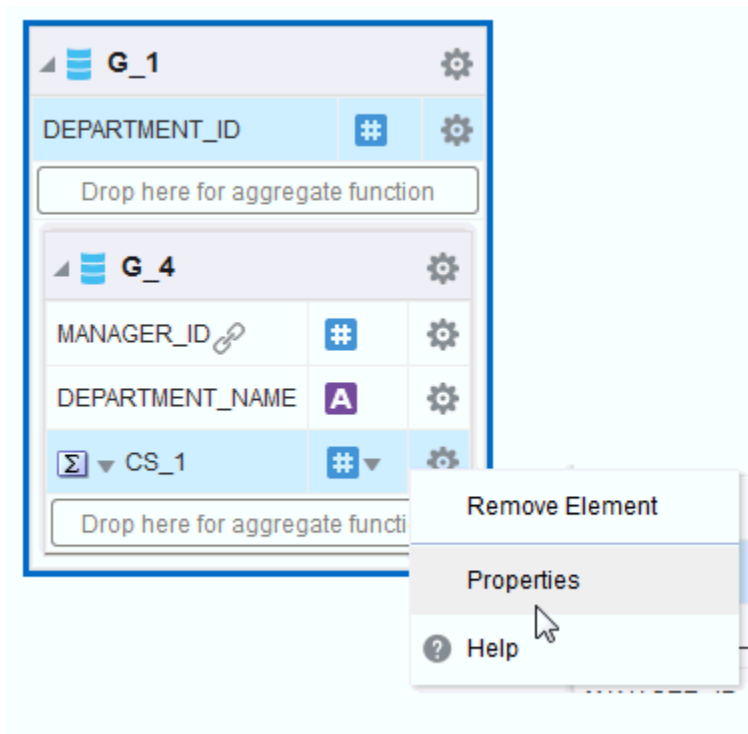 G_1
DEPARTMENT_ID
Drop here for aggregate function
G_4
MANAGER_ID
DEPARTMENT_NAME
CS_1
Drop here for aggregate functi
Remove Element
Properties
Help